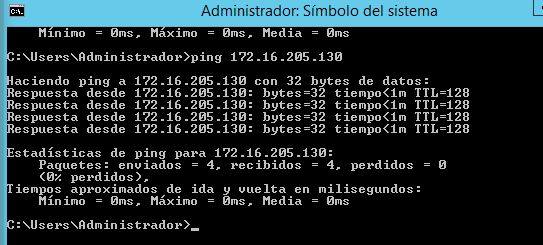 Administrador: Símbolo del sistema
C:\.
Mínimo = 0ms, Máximo = 0ms, Media = 0ms
C:\Users\Administrador>ping 172.16.205.130
Haciendo ping a 172.16.205.130 con 32 bytes de datos:
Respuesta desde 172.16.205.130: bytes=32 tiempo<1m TTL=128
Respuesta desde 172.16.205.130: bytes=32 tiempo<1m TTL=128
Respuesta desde 172.16.205.130: bytes=32 tiempo<1m TTL=128
Respuesta desde 172.16.205.130: bytes=32 tiempo<1m TTL=128
Estadísticas de ping para 172.16.205.130:
Paquetes: enviados = 4, recibidos = 4, perdidos = 0
(0% perdidos),
Tiempos aproximados de ida y vuelta en milisegundos:
Mínimo = 0ms, Máximo = 0ms, Media = 0ms
C:\Users\Administrador>_